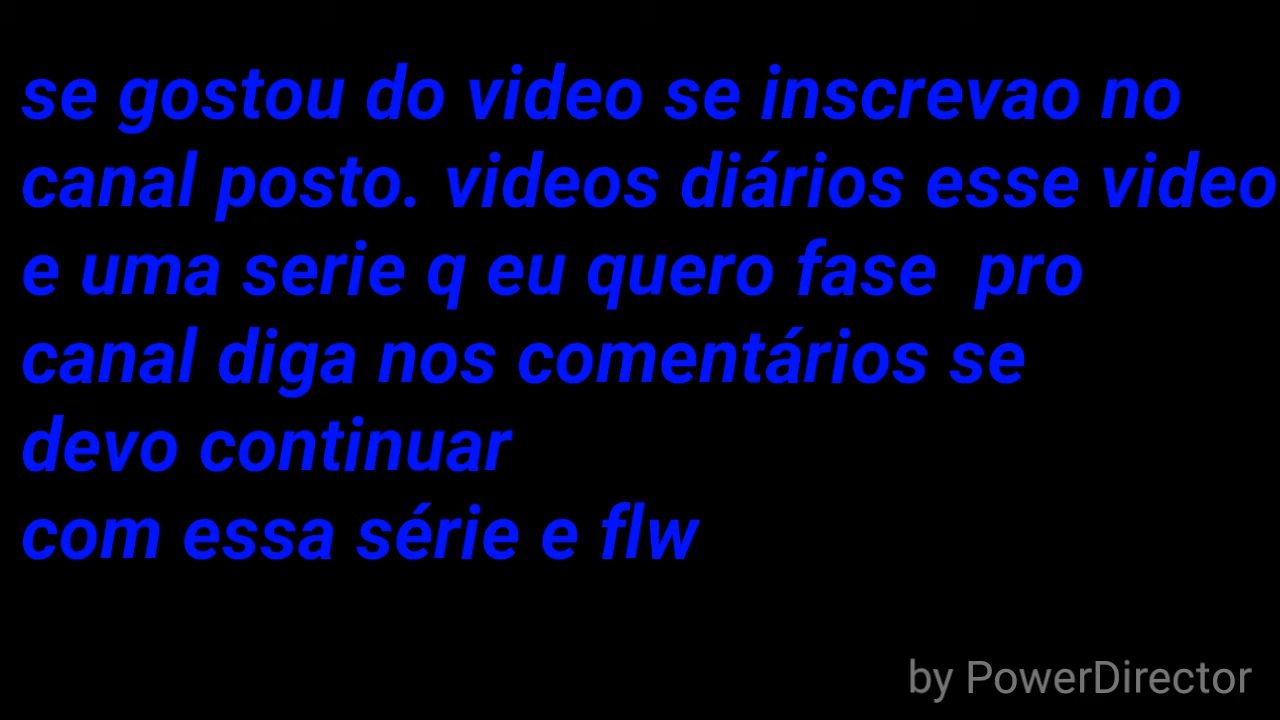 se gostou do video se inscrevao no
canal posto. videos diários esse video
e uma serie q eu quero fase  pro
canal diga nos comentários se
devo continuar
com essa série e flw
by PowerDirector